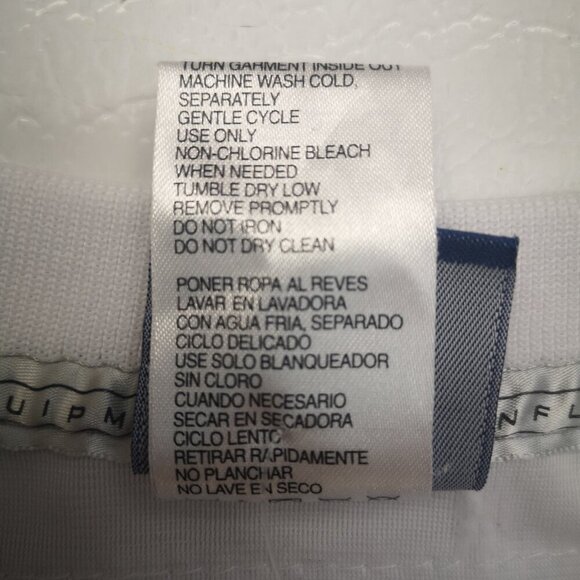 TURN GARMENT INSIDE OUT
MACHINE WASH COLD,
SEPARATELY
GENTLE CYCLE
USE ONLY
NON-CHLORINE BLEACH
WHEN NEEDED
TUMBLE DRY LOW
REMOVE PROMPTLY
DO NOT IRON
DO NOT DRY CLEAN
PONER ROPA AL REVES
LAVAR EN LAVADORA
CON AGUA FRIA, SEPARADO
CICLO DELICADO
USE SOLO BLANQUEADOR
SIN CLORO
CUANDO NECESARIO
SECAR EN SECADORA
CICLO LENTO
RETIRAR RAPIDAMENTE
NO PLANCHAR
NO LAVE EN SECO
UIPM
NFL